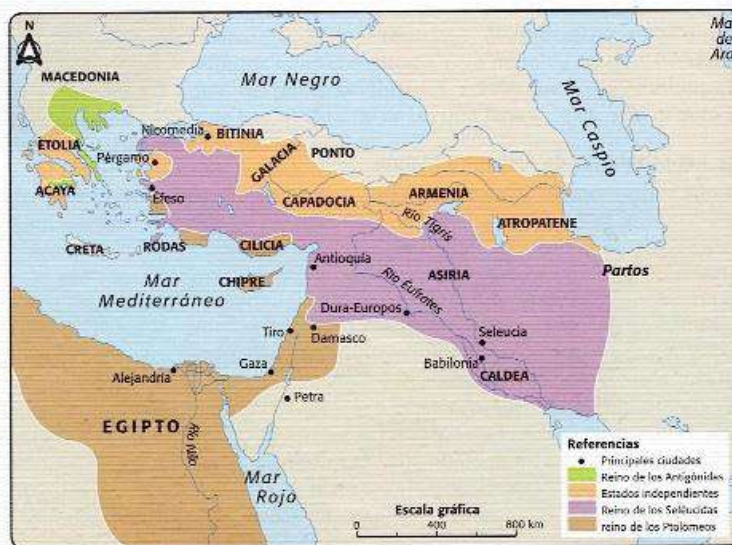 N
MACEDONIA
Mar Negro
Mar Caspio
Nicomedia
BITINIA
ETOLIA
Pérgamo
GALACIA
PONTO
ACAYA
Efeso
CAPADOCIA
ARMENIA
Río Tigris
ATROPATENE
CRETA
RODAS
CILICIA
Antioquía
ASIRIA
Partos
Mar
Mediterráneo
CHIPRE
Río Eufrates
Dura-Europos
Tiro
Damasco
Seleucia
Babilonia
CALDEA
Alejandria
Gaza
Petra
EGIPTO
Río Nilo
Mar
Rojo
Referencias
Principales ciudades
Reino de los Antigónidas
Estados independientes
Reino de los Seléucidas
reino de los Ptolomeos
Escala gráfica
0 400 800 km